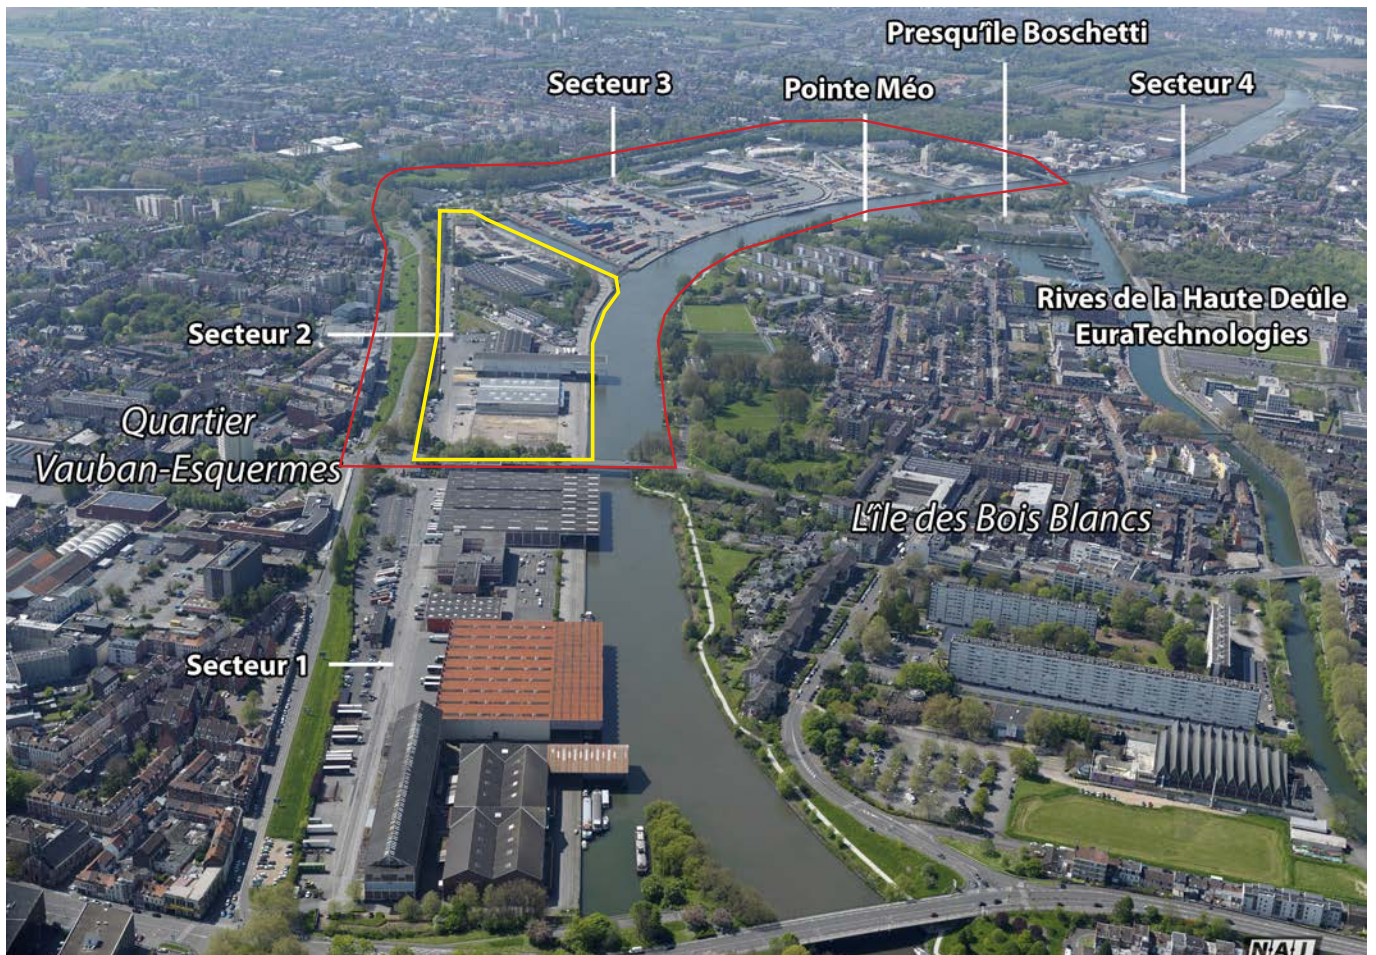 Presqu'île Boschetti
Secteur 3
Pointe Méo
Secteur 4
Rives de la Haute Deûle
EuraTechnologies
Secteur 2
Quartier
Vauban-Esquermes
L'île des Bois Blancs
Secteur 1
N·A·I